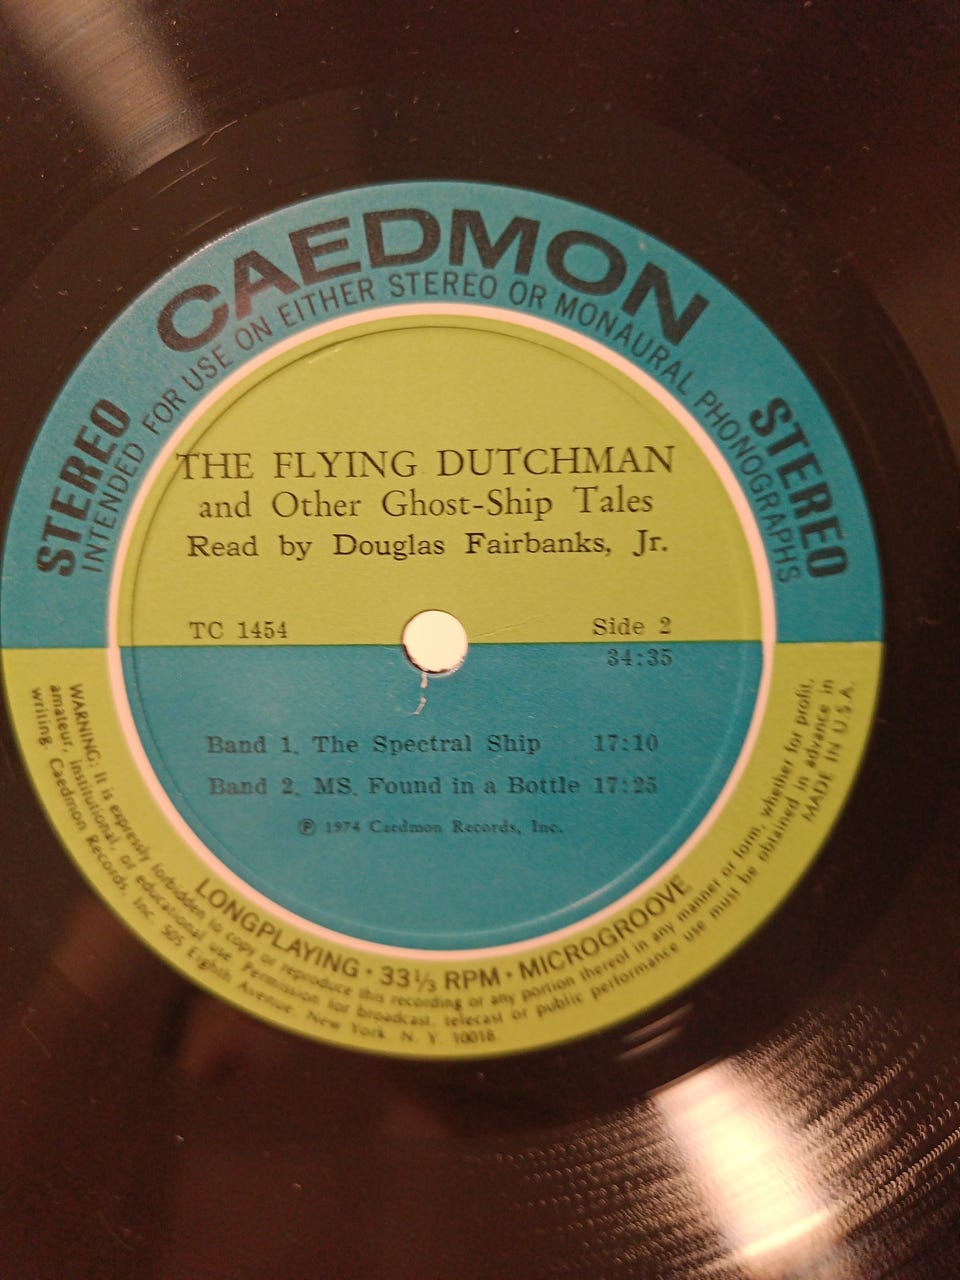 CAEDMON
INTENDED FOR USE ON EITHER STEREO OR MONAURAL PHONOGRAPHS
STEREO
STEREO
THE FLYING DUTCHMAN
and Other Ghost-Ship Tales
Read by Douglas Fairbanks, Jr.
TC 1454
Side 2
34:35
Band 1. The Spectral Ship 17:10
Band 2. MS. Found in a Bottle 17:25
℗ 1974 Caedmon Records, Inc.
LONGPLAYING • 33 1/3 RPM • MICROGROOVE
WARNING: It is expressly forbidden to copy or reproduce this recording or any portion thereof in any manner or form, whether for profit,
amateur, institutional, or educational use. Permission for broadcast, telecast or public performance use must be obtained in advance in
writing. Caedmon Records, Inc. 505 Eighth Avenue, New York, N. Y. 10018.
MADE IN U.S.A.